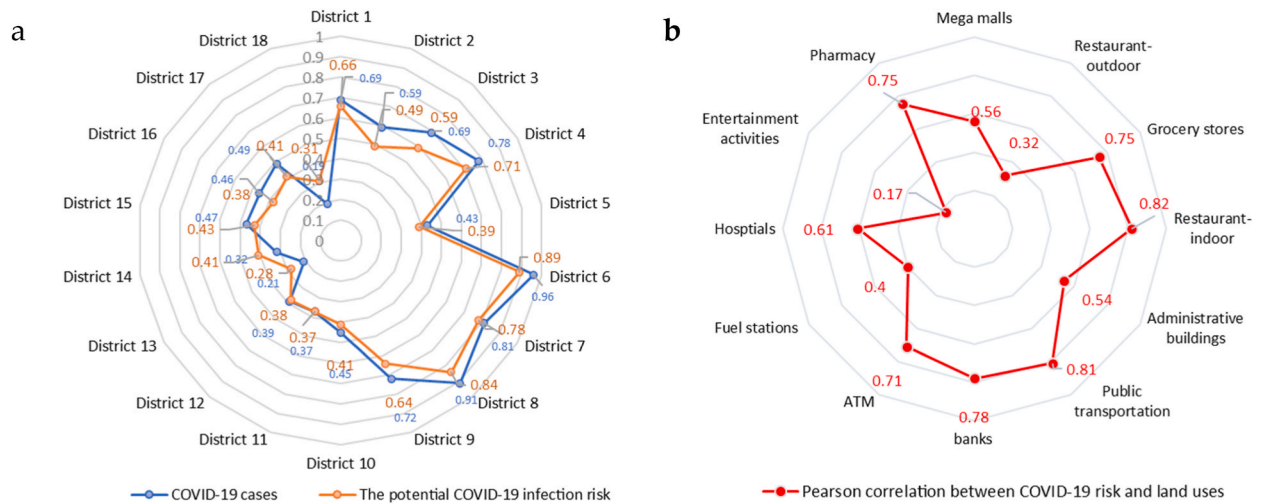 a
District 1
District 2
District 3
District 4
District 5
District 6
District 7
District 8
District 9
District 10
District 11
District 12
District 13
District 14
District 15
District 16
District 17
District 18
1
0.9
0.8
0.7
0.6
0.5
0.4
0.3
0.2
0.1
0
0.66
0.69
0.59
0.49
0.59
0.69
0.78
0.71
0.43
0.39
0.89
0.96
0.78
0.81
0.84
0.91
0.64
0.72
0.41
0.45
0.37
0.37
0.38
0.39
0.28
0.21
0.41
0.32
0.43
0.47
0.38
0.46
0.41
0.49
0.31
COVID-19 cases
The potential COVID-19 infection risk
b
Mega malls
Restaurant-
outdoor
Grocery stores
Restaurant-
indoor
Administrative
buildings
Public
transportation
banks
ATM
Fuel stations
Hosptials
Entertainment
activities
Pharmacy
0.56
0.32
0.75
0.82
0.54
0.81
0.78
0.71
0.4
0.61
0.17
0.75
Pearson correlation between COVID-19 risk and land uses